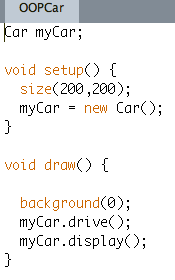 OOPCar
Car myCar;
void setup() {
  size(200,200);
  myCar = new Car();
}
void draw() {
  background(0);
  myCar.drive();
  myCar.display();
}